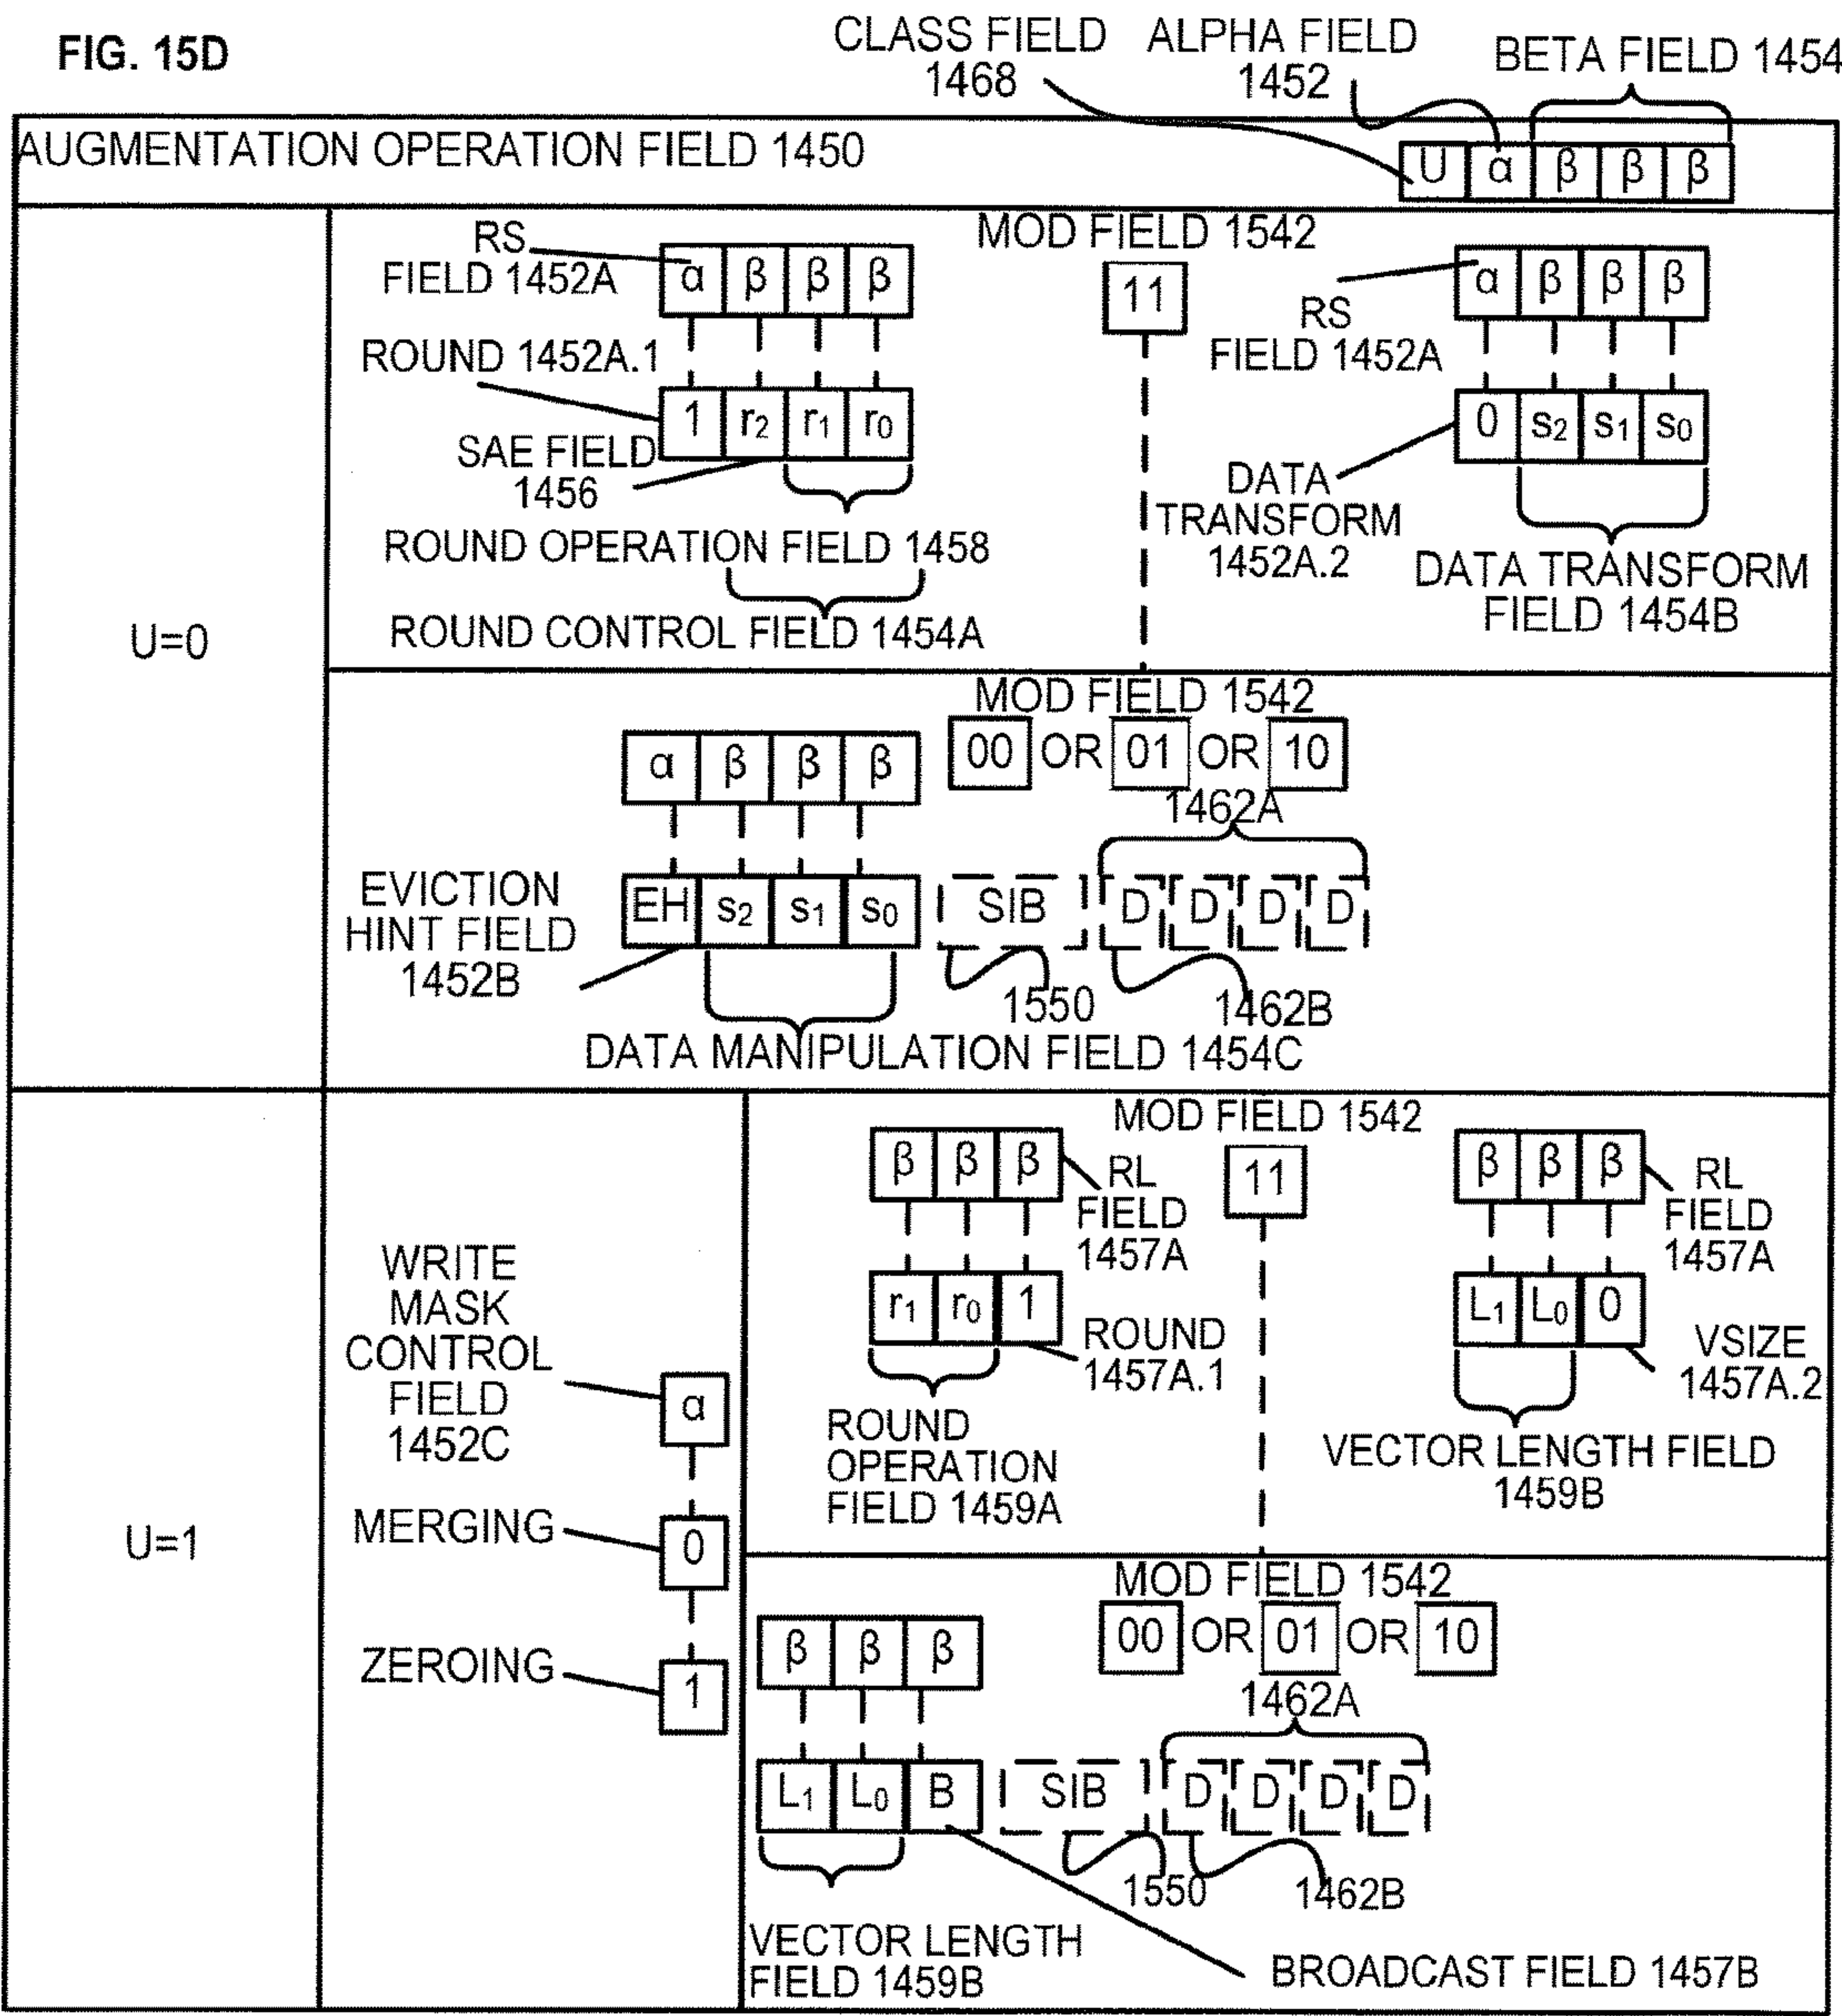 FIG. 15D
CLASS FIELD
1468
ALPHA FIELD
1452
BETA FIELD 1454
AUGMENTATION OPERATION FIELD 1450
U α β β β
U=0
MOD FIELD 1542
11
RS
FIELD 1452A
α β β β
ROUND 1452A.1
1 r2 r1 r0
SAE FIELD
1456
ROUND OPERATION FIELD 1458
ROUND CONTROL FIELD 1454A
α β β β
RS
FIELD 1452A
0 s2 s1 s0
DATA
TRANSFORM
1452A.2
DATA TRANSFORM
FIELD 1454B
MOD FIELD 1542
00 OR 01 OR 10
α β β β
1462A
EVICTION
HINT FIELD
1452B
EH s2 s1 s0
SIB
D D D D
1550
1462B
DATA MANIPULATION FIELD 1454C
U=1
WRITE
MASK
CONTROL
FIELD
1452C
α
MERGING
0
ZEROING
1
MOD FIELD 1542
11
β β β
RL
FIELD
1457A
r1 r0 1
ROUND
1457A.1
ROUND
OPERATION
FIELD 1459A
β β β
RL
FIELD
1457A
L1 L0 0
VSIZE
1457A.2
VECTOR LENGTH FIELD
1459B
MOD FIELD 1542
00 OR 01 OR 10
β β β
1462A
L1 L0 B
SIB
D D D D
1550
1462B
VECTOR LENGTH
FIELD 1459B
BROADCAST FIELD 1457B